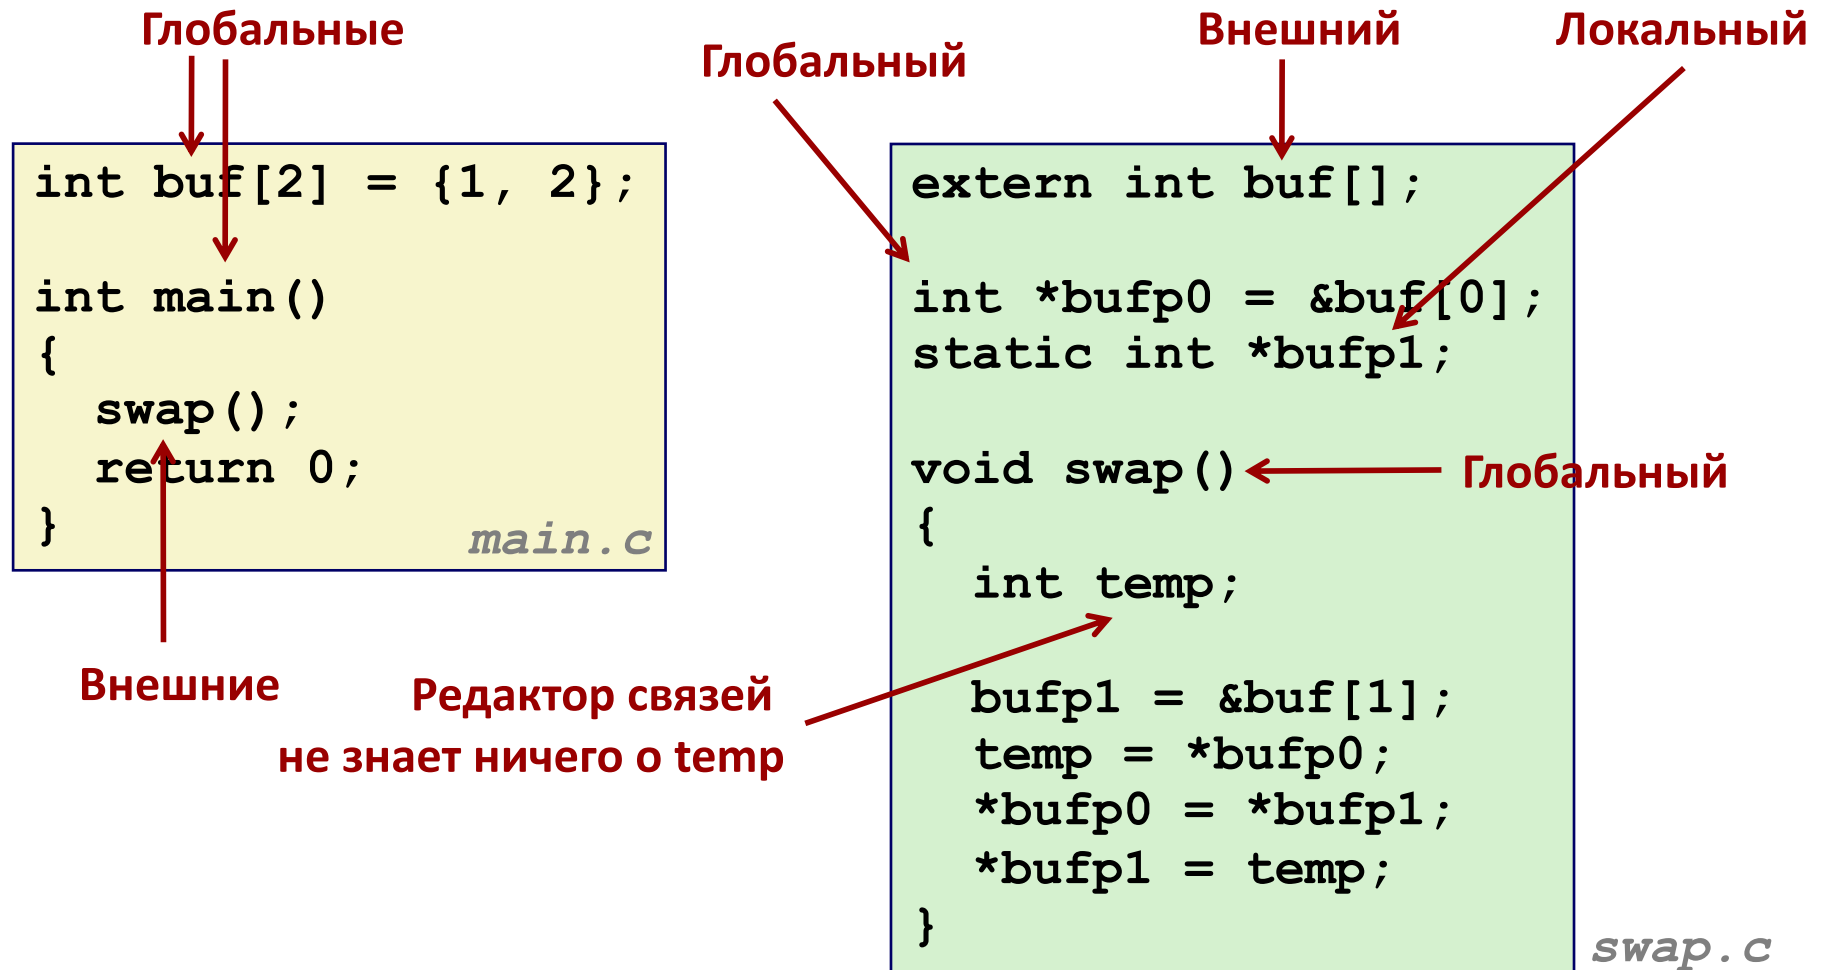 Глобальные
int buf[2] = {1, 2};
int main()
{
  swap();
  return 0;
}
main.c
Внешние
Редактор связей
не знает ничего о temp
Глобальный
Внешний
Локальный
extern int buf[];
int *bufp0 = &buf[0];
static int *bufp1;
void swap()
Глобальный
{
  int temp;
  bufp1 = &buf[1];
  temp = *bufp0;
  *bufp0 = *bufp1;
  *bufp1 = temp;
}
swap.c